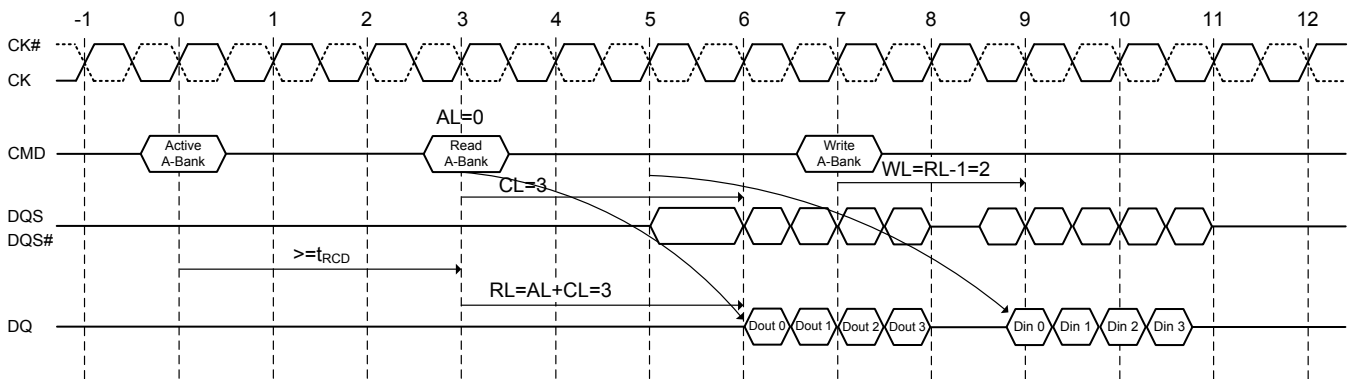 -1 0 1 2 3 4 5 6 7 8 9 10 11 12
CK#
CK
AL=0
CMD
Active
A-Bank
Read
A-Bank
Write
A-Bank
CL=3
WL=RL-1=2
DQS
DQS#
>=tRCD
RL=AL+CL=3
DQ
Dout 0 Dout 1 Dout 2 Dout 3 Din 0 Din 1 Din 2 Din 3